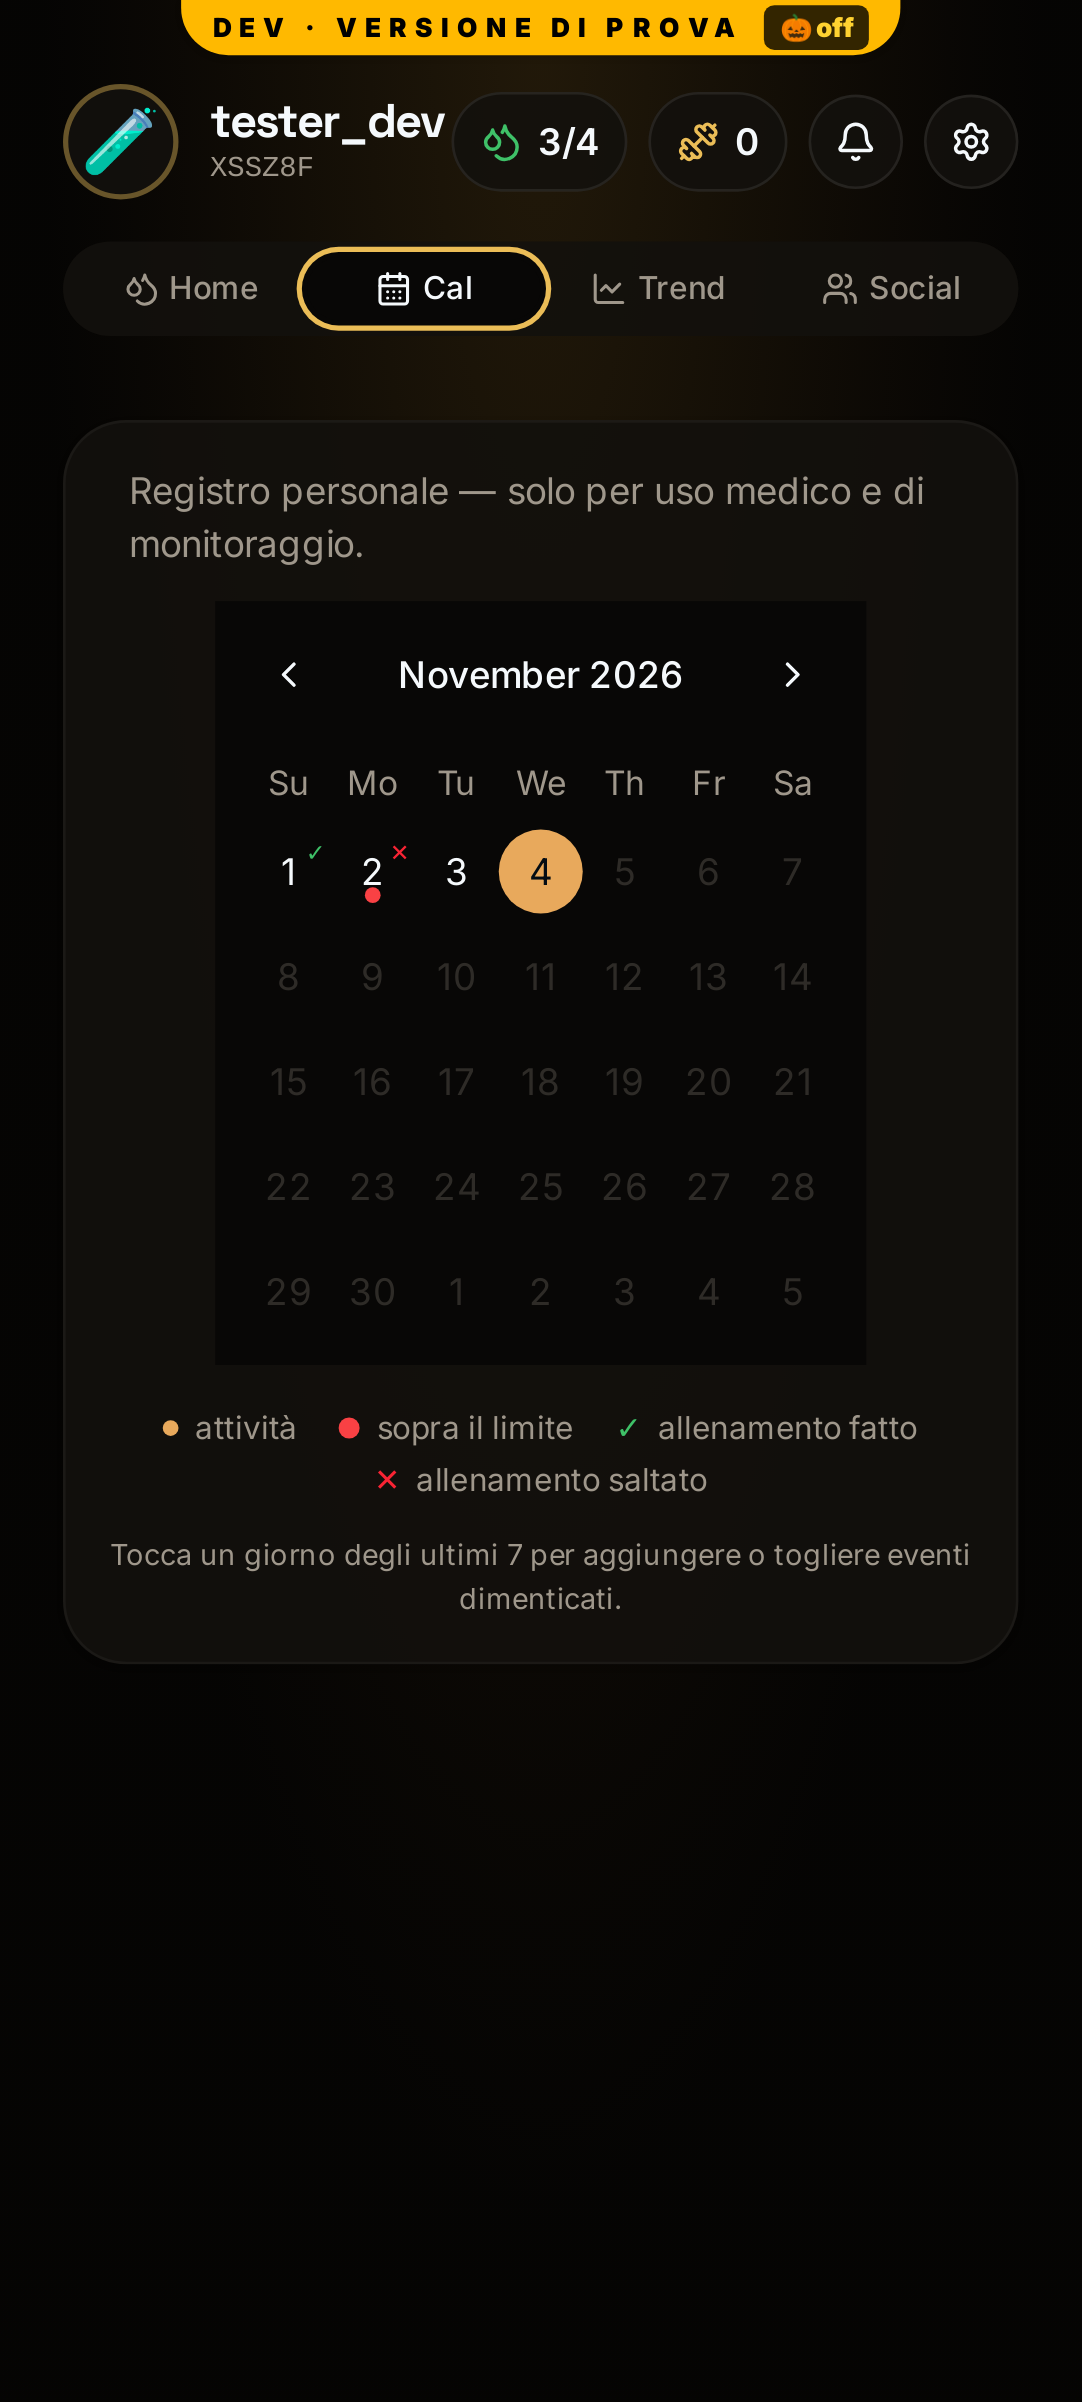 DEV · VERSIONE DI PROVA 🎃off
tester_dev
XSSZ8F
3/4
0
Home Cal Trend Social
Registro personale — solo per uso medico e di
monitoraggio.
November 2026
Su Mo Tu We Th Fr Sa
1 ✓ 2 ✕ 3 4 5 6 7
8 9 10 11 12 13 14
15 16 17 18 19 20 21
22 23 24 25 26 27 28
29 30 1 2 3 4 5
attività sopra il limite ✓ allenamento fatto
✕ allenamento saltato
Tocca un giorno degli ultimi 7 per aggiungere o togliere eventi
dimenticati.